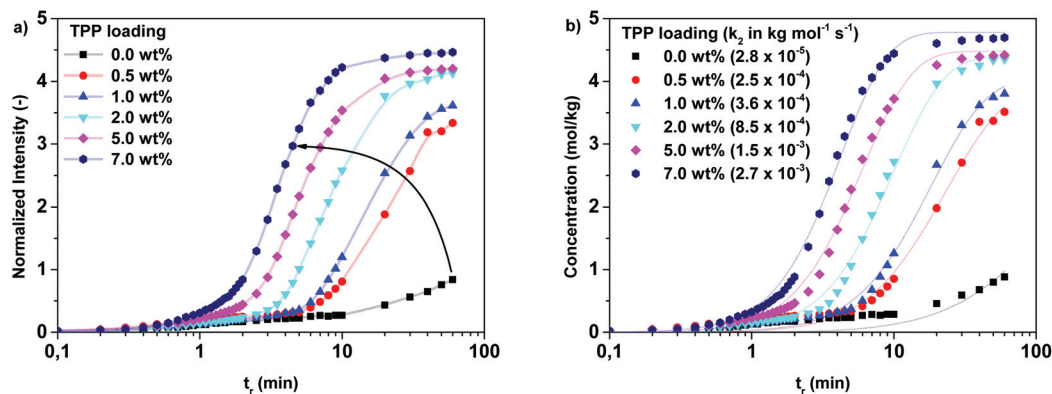 a)
TPP loading
0.0 wt%
0.5 wt%
1.0 wt%
2.0 wt%
5.0 wt%
7.0 wt%
Normalized Intensity (-)
5
4
3
2
1
0
0,1
1
10
100
t_r (min)
b)
TPP loading (k₂ in kg mol⁻¹ s⁻¹)
0.0 wt% (2.8 x 10⁻⁵)
0.5 wt% (2.5 x 10⁻⁴)
1.0 wt% (3.6 x 10⁻⁴)
2.0 wt% (8.5 x 10⁻⁴)
5.0 wt% (1.5 x 10⁻³)
7.0 wt% (2.7 x 10⁻³)
Concentration (mol/kg)
5
4
3
2
1
0
0,1
1
10
100
t_r (min)